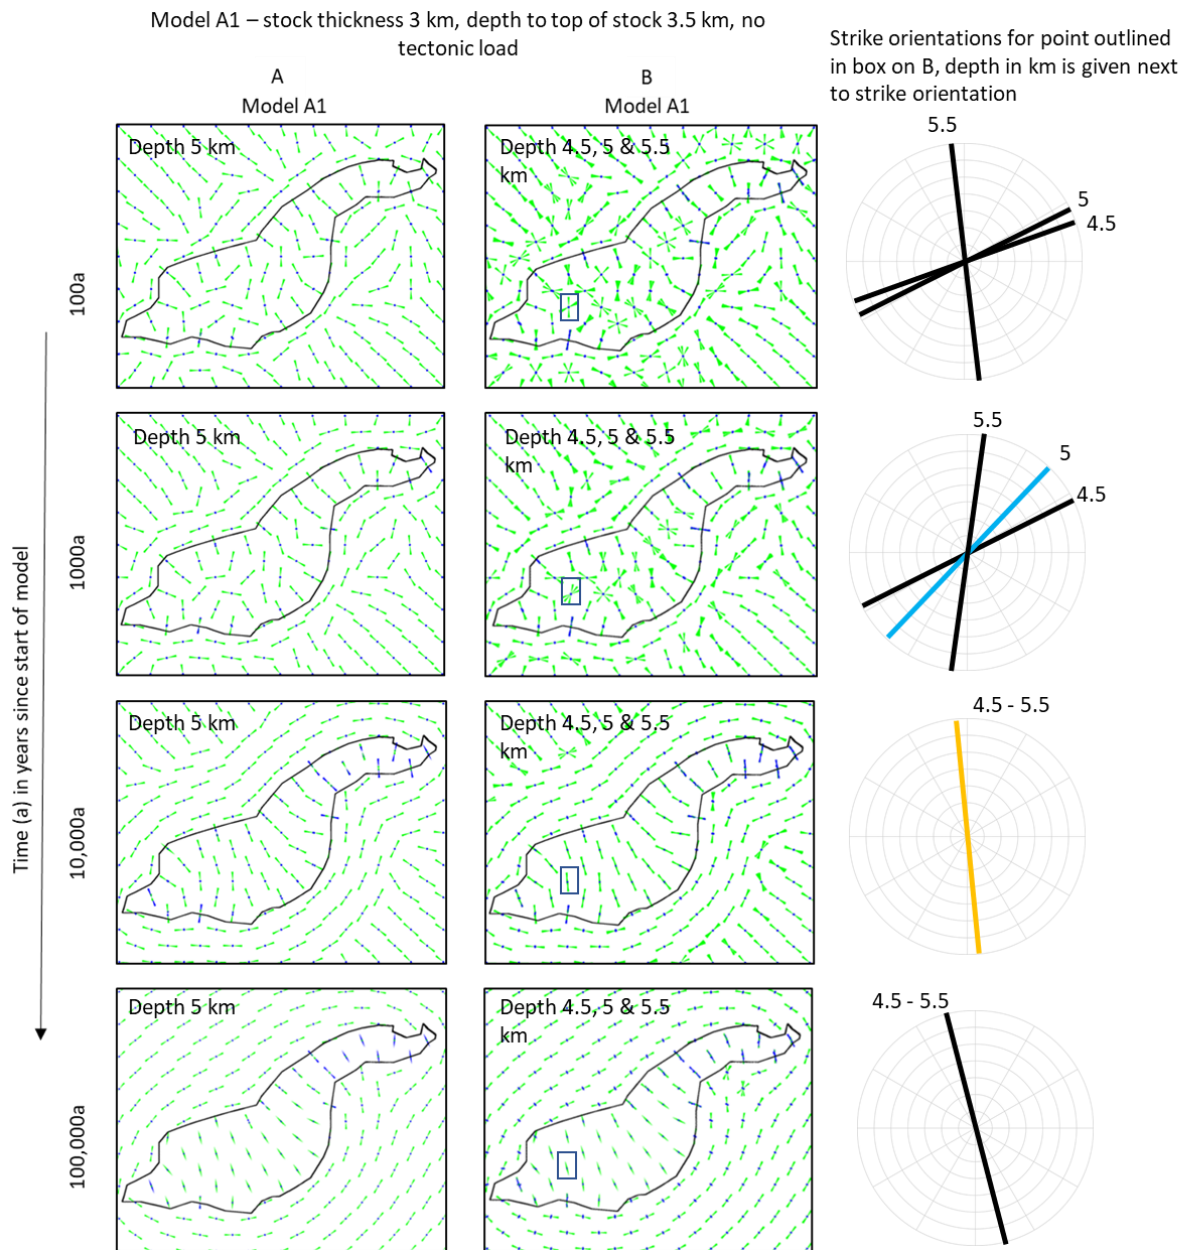 Model A1 – stock thickness 3 km, depth to top of stock 3.5 km, no
tectonic load
Strike orientations for point outlined
in box on B, depth in km is given next
to strike orientation
A
Model A1
B
Model A1
Depth 5 km
Depth 4.5, 5 & 5.5
km
5.5
5
4.5
100a
Depth 5 km
Depth 4.5, 5 & 5.5
km
5.5
5
4.5
1000a
Time (a) in years since start of model
Depth 5 km
Depth 4.5, 5 & 5.5
km
4.5 - 5.5
10,000a
Depth 5 km
Depth 4.5, 5 & 5.5
km
4.5 - 5.5
100,000a